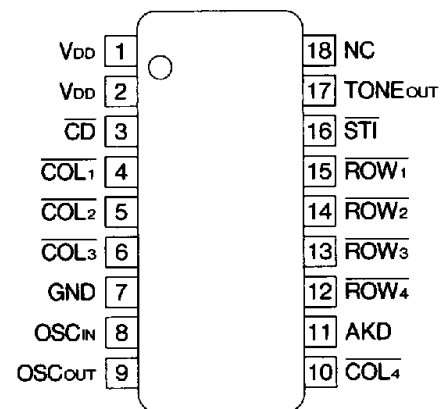 VDD 1 18 NC
VDD 2 17 TONEOUT
CD 3 16 STI
COL1 4 15 ROW1
COL2 5 14 ROW2
COL3 6 13 ROW3
GND 7 12 ROW4
OSCIN 8 11 AKD
OSCOUT 9 10 COL4